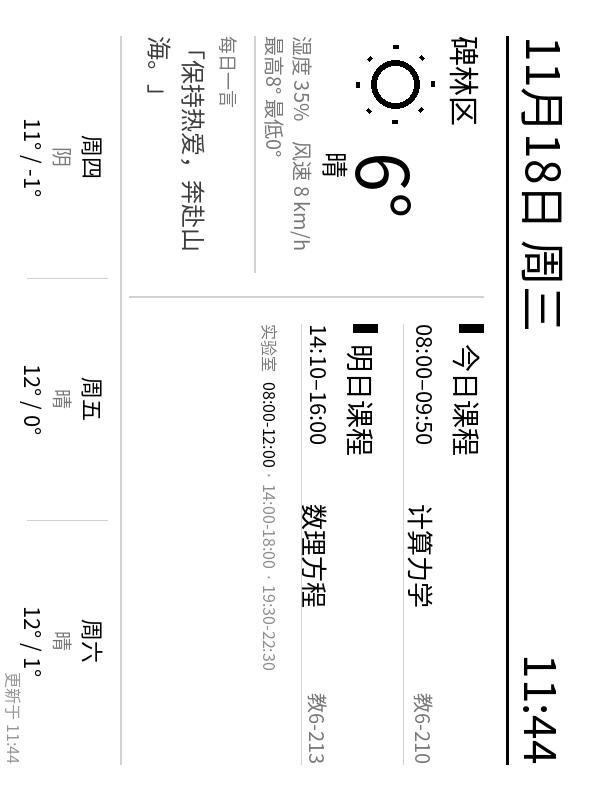 11月18日 周三
11:44
碑林区
6°
晴
湿度 35% 风速 8 km/h
最高8° 最低0°
每日一言
「保持热爱，奔赴山
海。」
今日课程
08:00–09:50 计算力学 教6-210
明日课程
14:10–16:00 数理方程 教6-213
实验室 08:00-12:00 · 14:00-18:00 · 19:30-22:30
周四
阴
11° / -1°
周五
晴
12° / 0°
周六
晴
12° / 1°
更新于 11:44